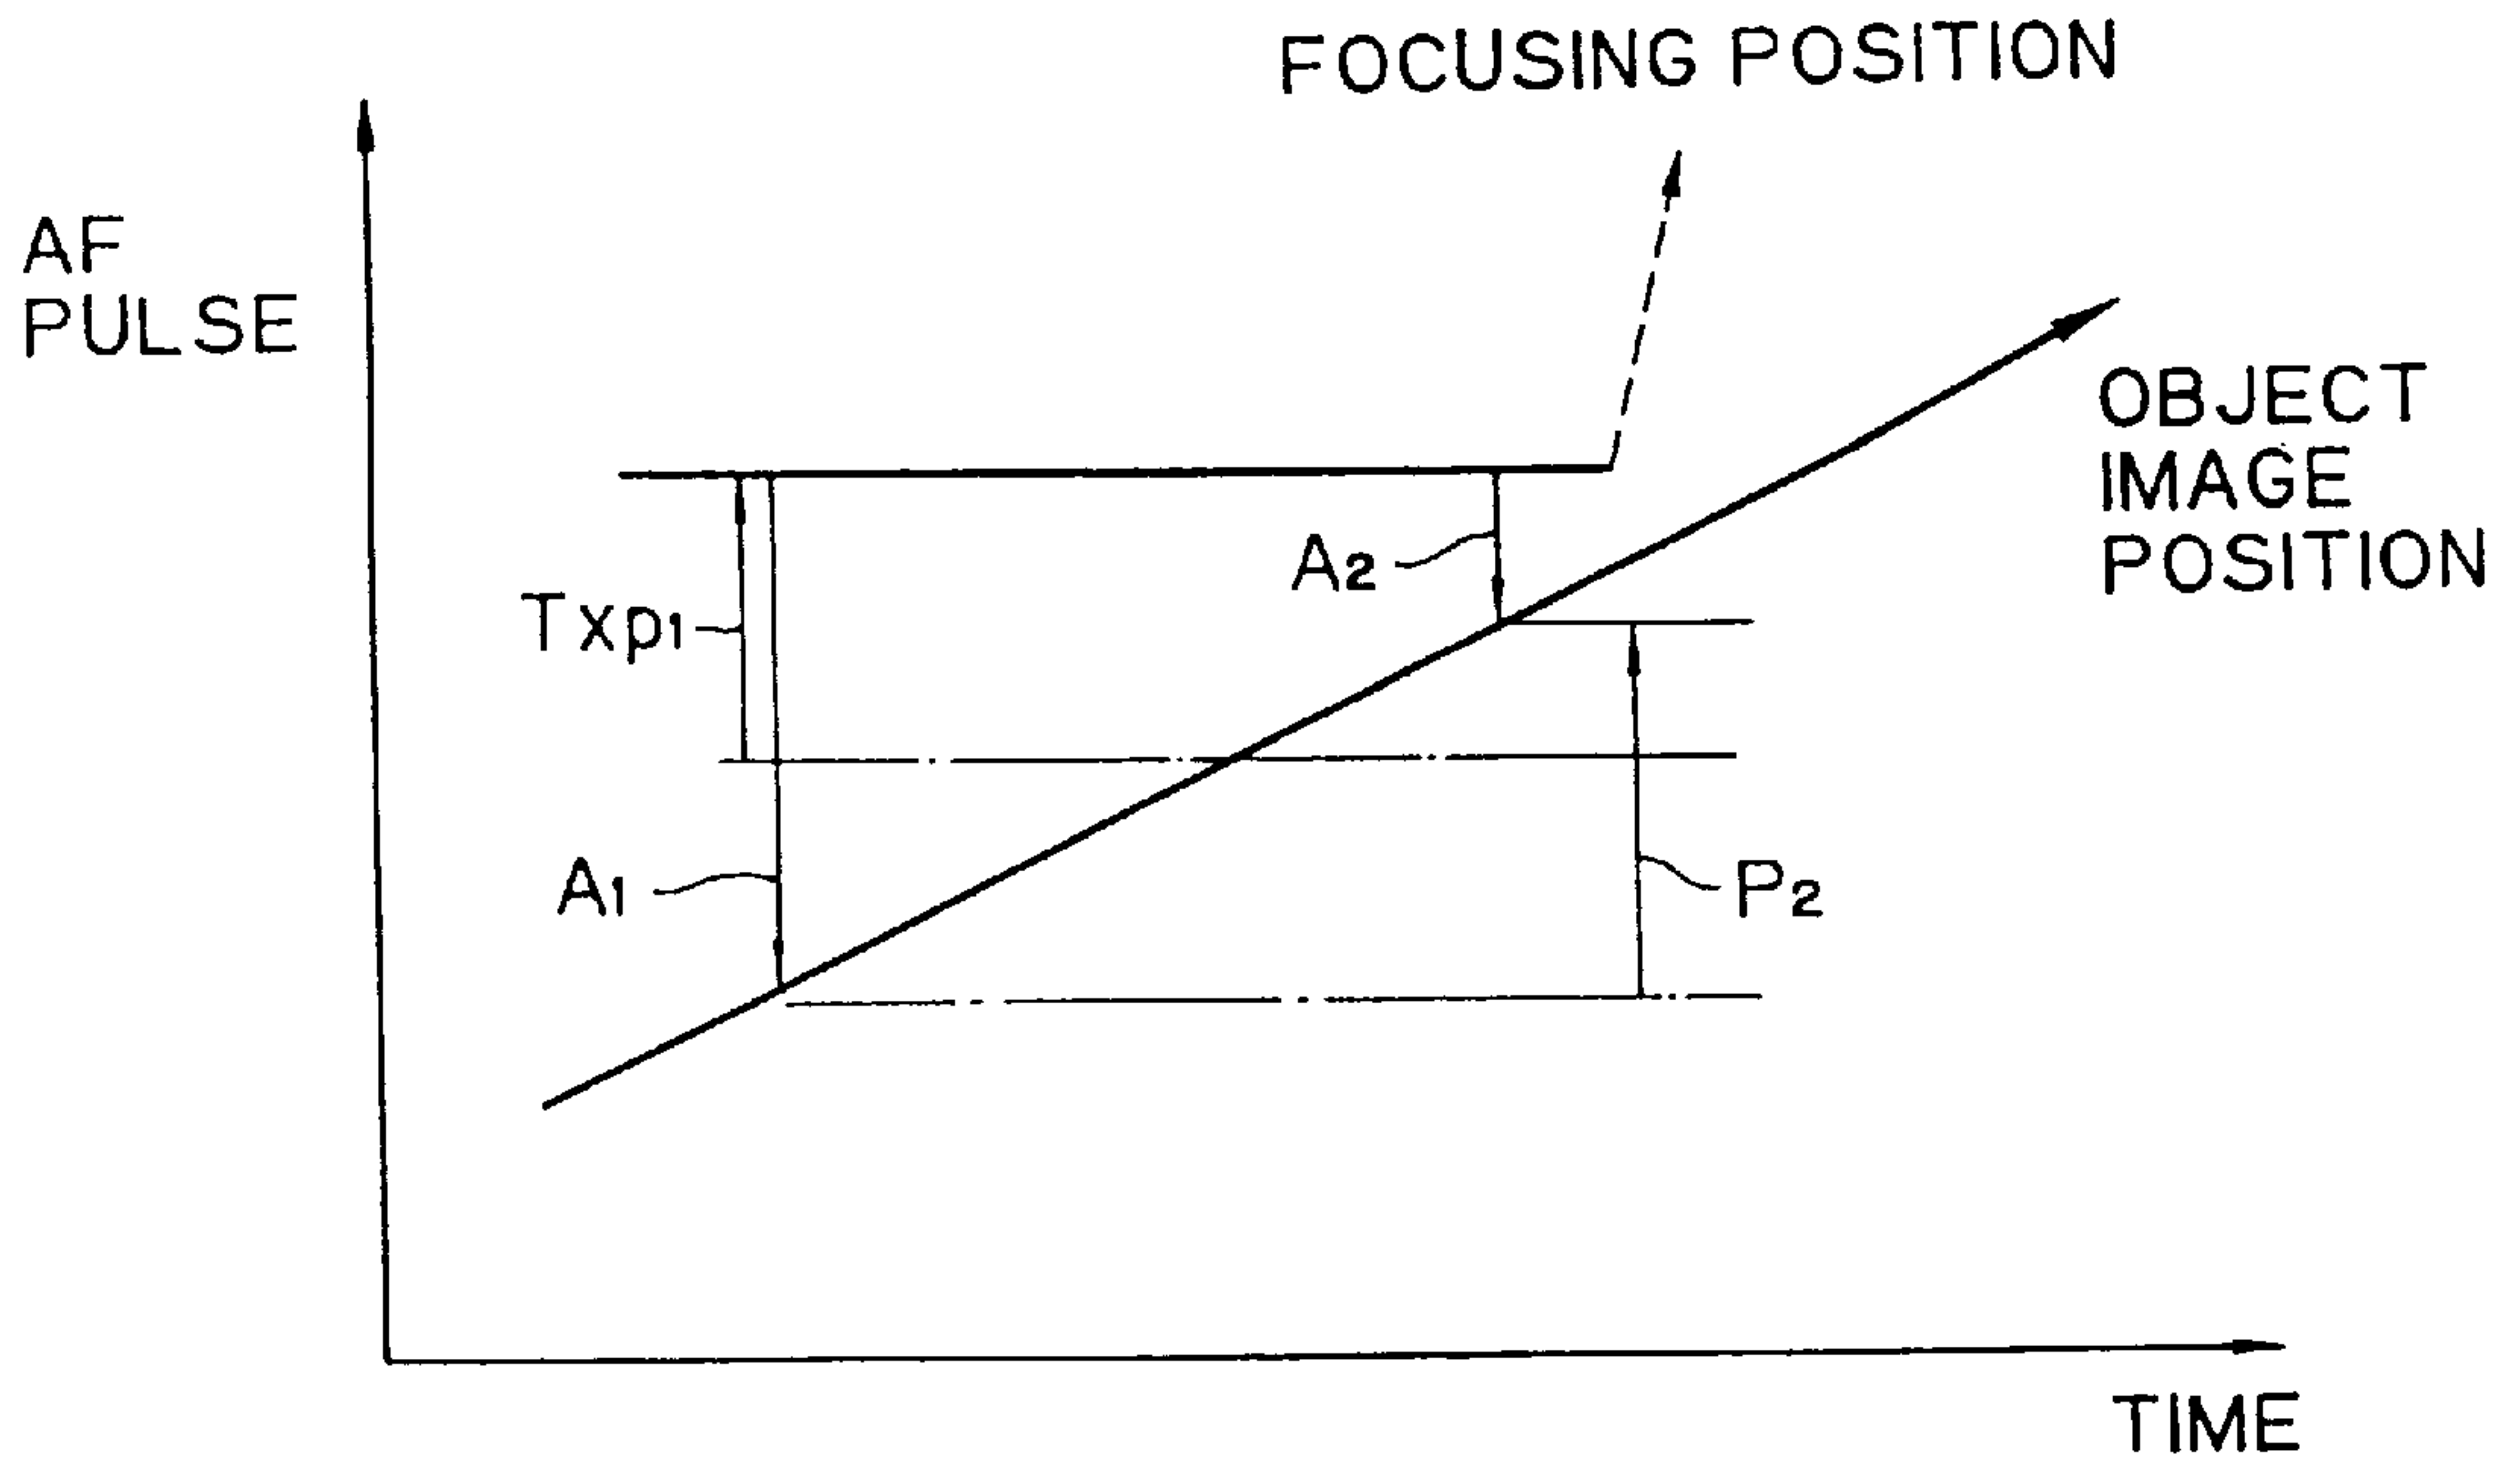 FOCUSING POSITION
AF
PULSE
OBJECT
IMAGE
POSITION
A2
Txp1
A1
P2
TIME